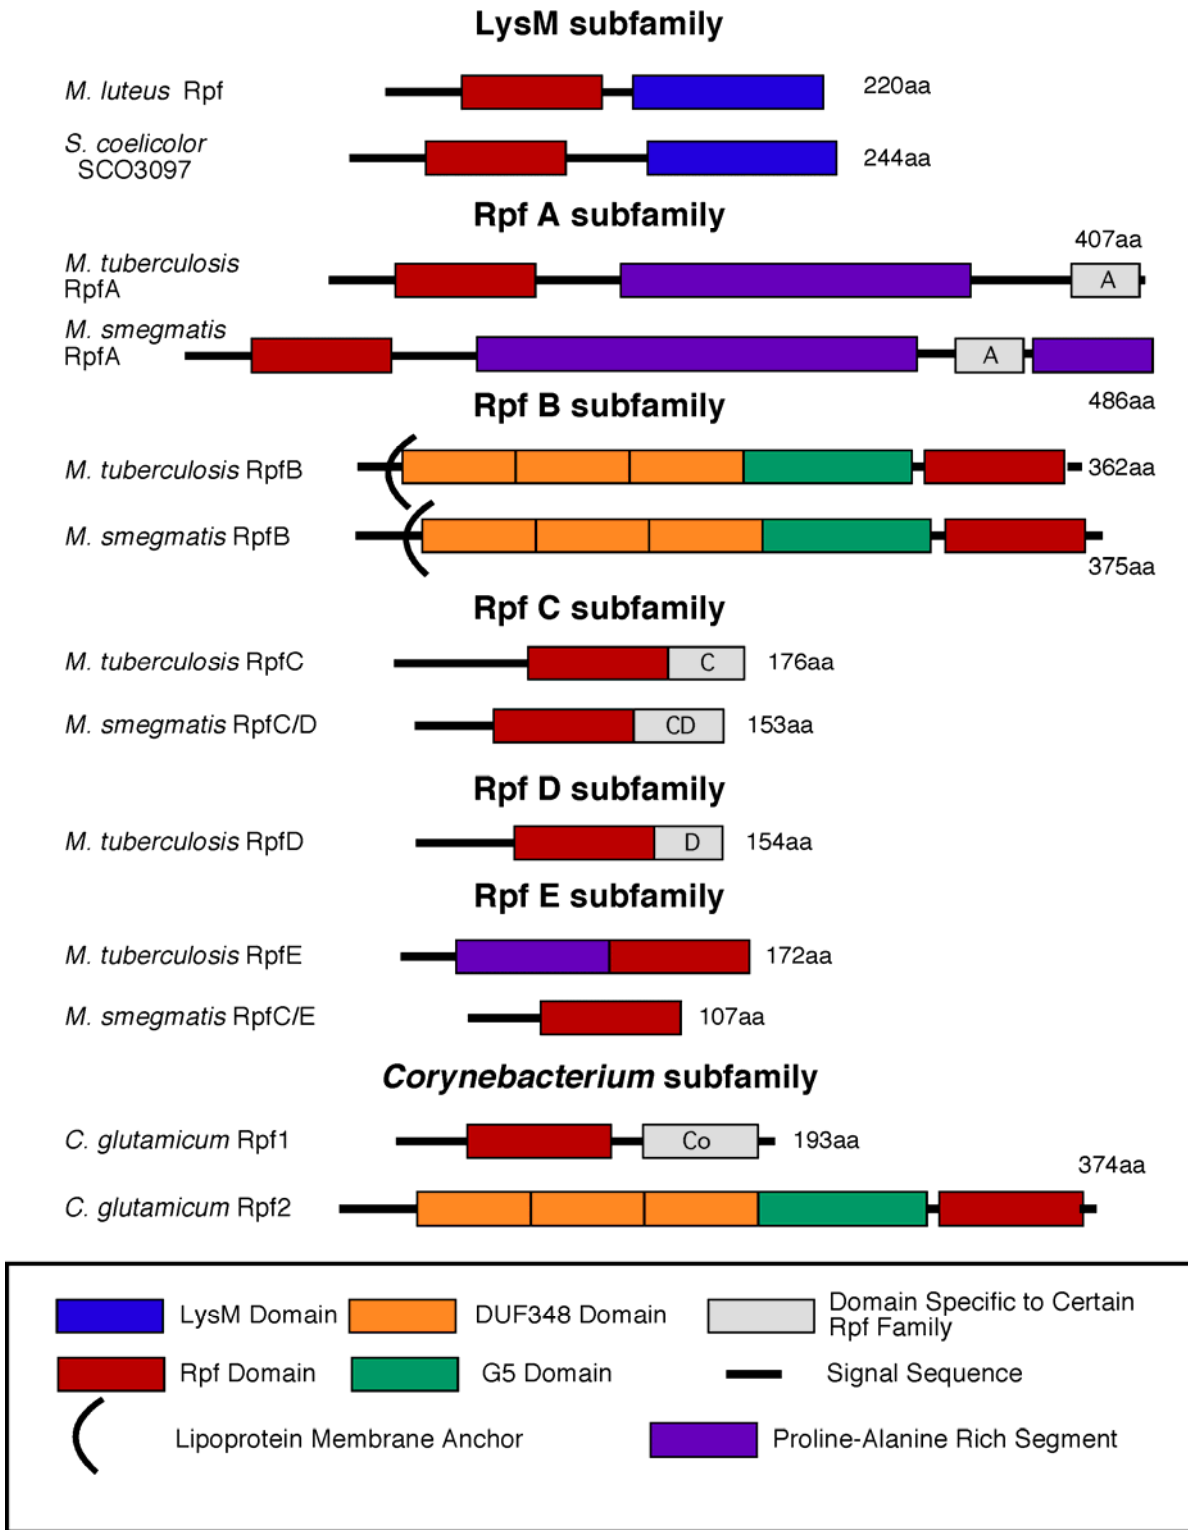 LysM subfamily
M. luteus Rpf
220aa
S. coelicolor
SCO3097
244aa
Rpf A subfamily
407aa
M. tuberculosis
RpfA
A
M. smegmatis
RpfA
A
486aa
Rpf B subfamily
M. tuberculosis RpfB
362aa
M. smegmatis RpfB
375aa
Rpf C subfamily
M. tuberculosis RpfC
C
176aa
M. smegmatis RpfC/D
CD
153aa
Rpf D subfamily
M. tuberculosis RpfD
D
154aa
Rpf E subfamily
M. tuberculosis RpfE
172aa
M. smegmatis RpfC/E
107aa
Corynebacterium subfamily
C. glutamicum Rpf1
Co
193aa
374aa
C. glutamicum Rpf2
LysM Domain
DUF348 Domain
Domain Specific to Certain
Rpf Family
Rpf Domain
G5 Domain
Signal Sequence
Lipoprotein Membrane Anchor
Proline-Alanine Rich Segment